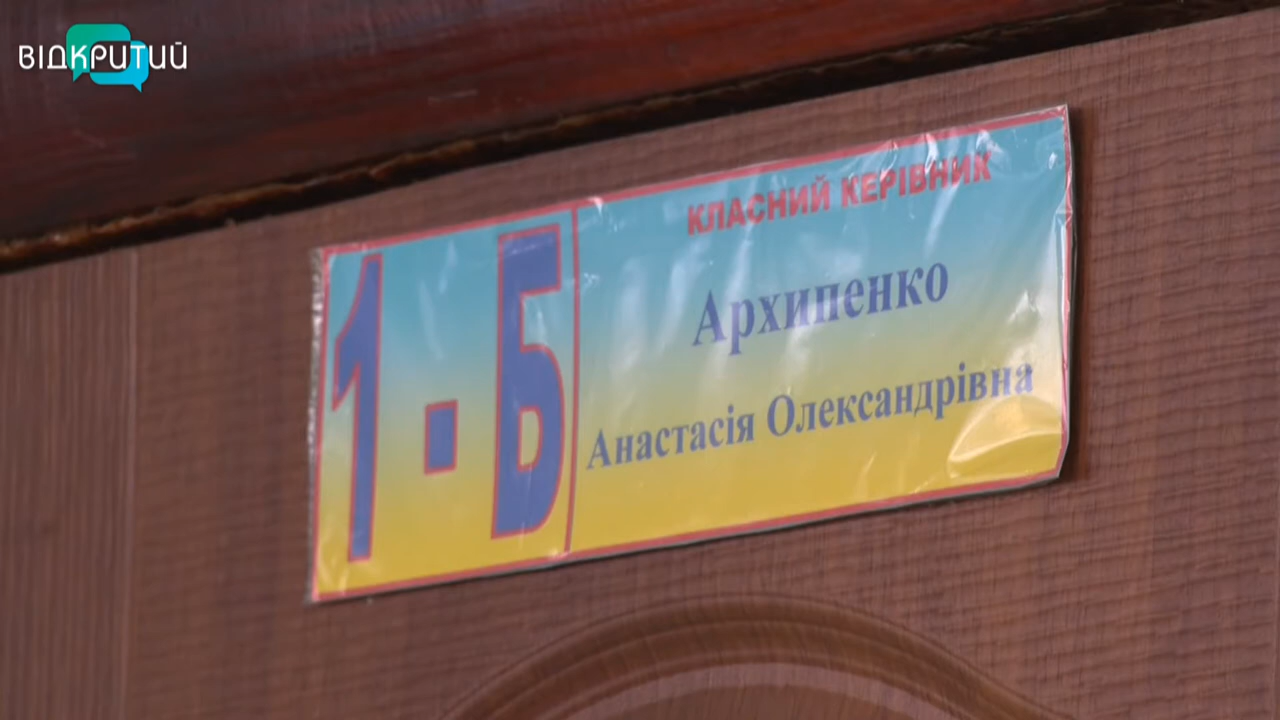 ВІДКРИТИЙ
1 - Б
КЛАСНИЙ КЕРІВНИК
Архипенко
Анастасія Олександрівна